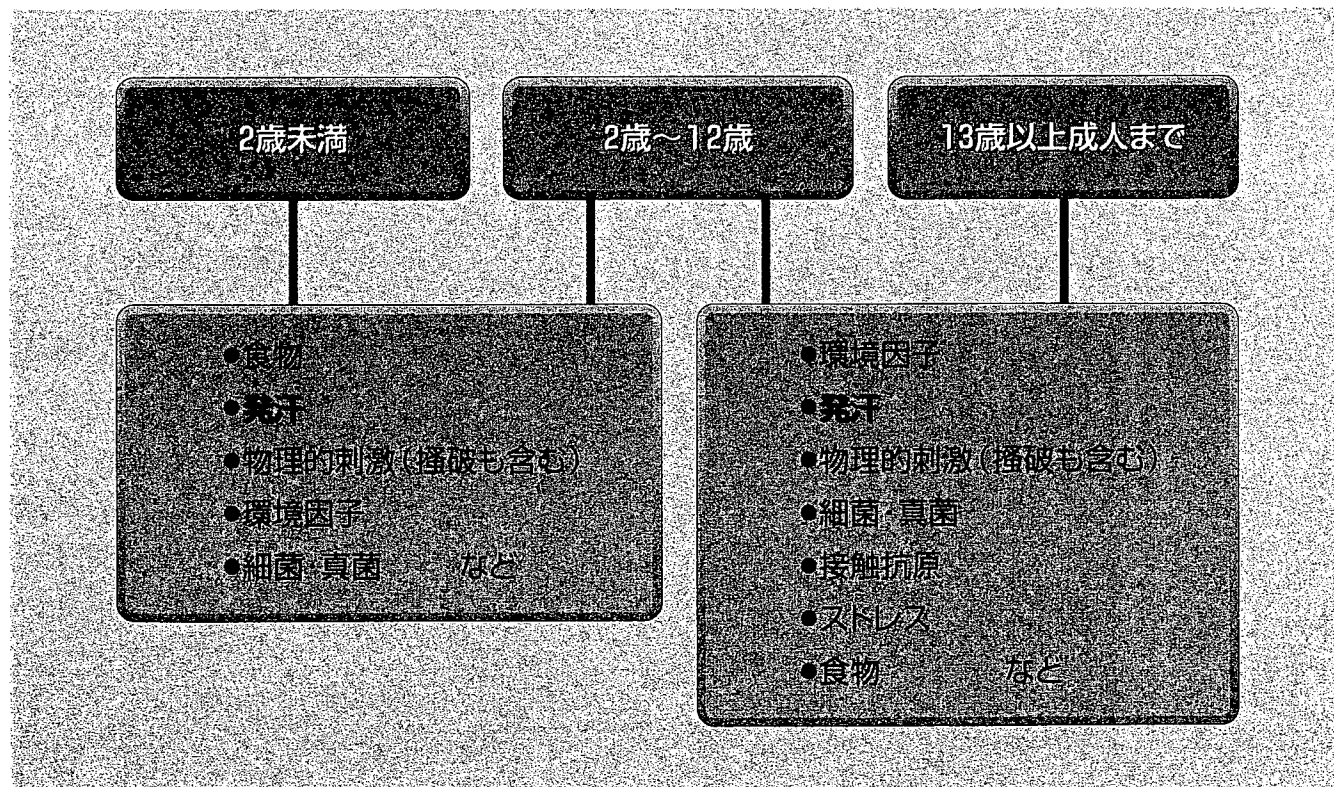 2歳未満
2歳～12歳
13歳以上成人まで
●食物
●発汗
●物理的刺激（搔破も含む）
●環境因子
●細菌・真菌　　など
●環境因子
●発汗
●物理的刺激（搔破も含む）
●細菌・真菌
●接触抗原
●ストレス
●食物　　　　など